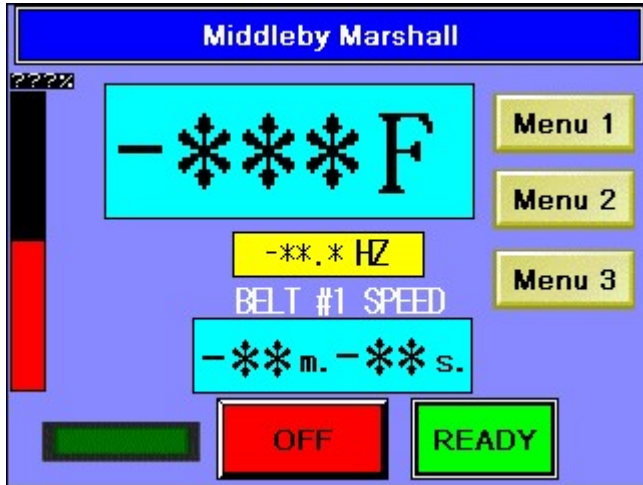 Middleby Marshall
???%
-***F
Menu 1
Menu 2
-**.* HZ
Menu 3
BELT #1 SPEED
-**m.-**s.
OFF
READY